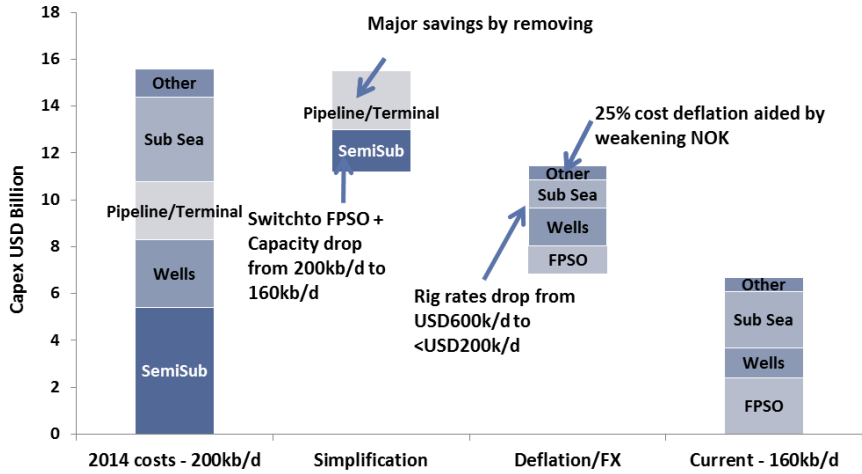 18
16
14
12
10
8
6
4
2
0
Capex USD Billion
Other
Sub Sea
Pipeline/Terminal
Wells
SemiSub
Major savings by removing
Pipeline/Terminal
SemiSub
Switchto FPSO +
Capacity drop
from 200kb/d to
160kb/d
25% cost deflation aided by
weakening NOK
Other
Sub Sea
Wells
FPSO
Rig rates drop from
USD600k/d to
<USD200k/d
Other
Sub Sea
Wells
FPSO
2014 costs - 200kb/d
Simplification
Deflation/FX
Current - 160kb/d